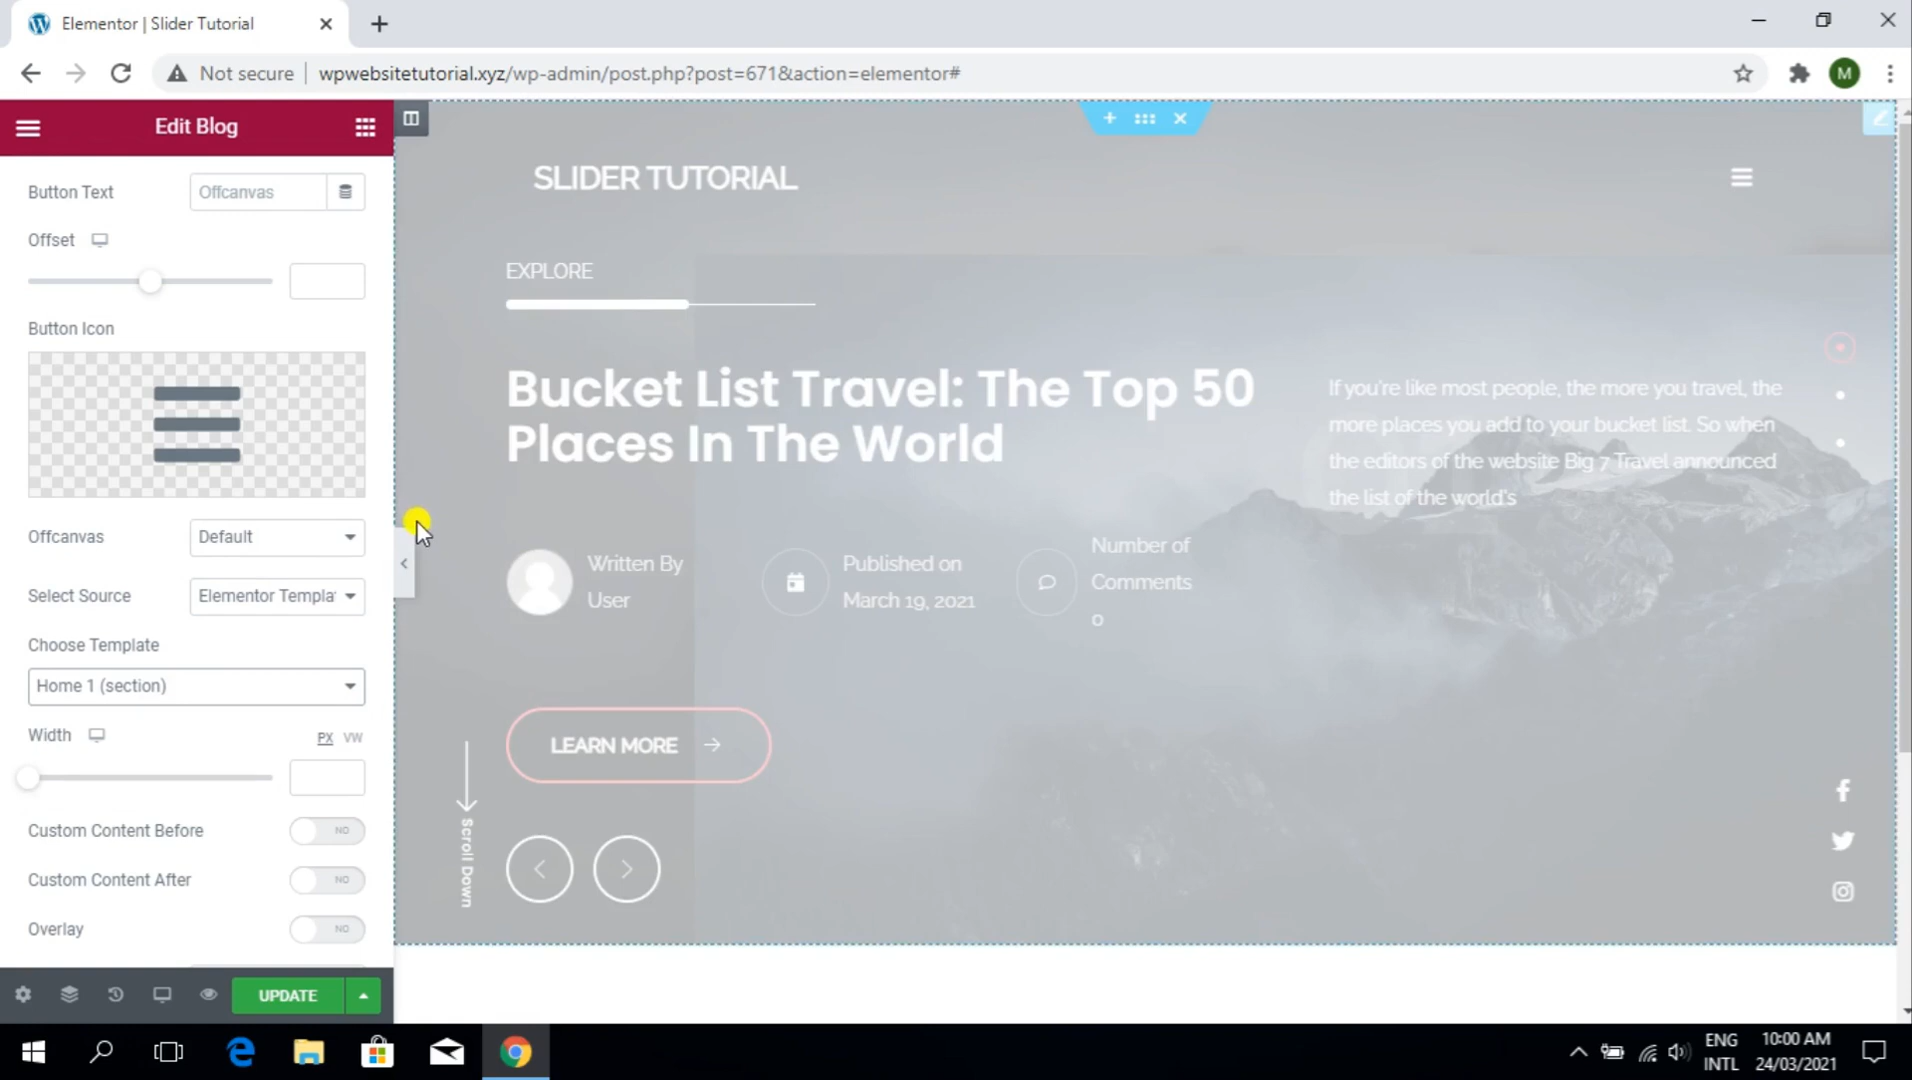 Elementor | Slider Tutorial
Not secure
wpwebsitetutorial.xyz/wp-admin/post.php?post=671&action=elementor#
M
Edit Blog
Button Text
Offcanvas
Offset
Button Icon
Offcanvas
Default
Select Source
Elementor Templa
Choose Template
Home 1 (section)
Width
PX VW
Custom Content Before
NO
Custom Content After
NO
Overlay
NO
UPDATE
SLIDER TUTORIAL
EXPLORE
Bucket List Travel: The Top 50
Places In The World
If you're like most people, the more you travel, the
more places you add to your bucket list. So when
the editors of the website Big 7 Travel announced
the list of the world's
Written By
User
Published on
March 19, 2021
Number of
Comments
0
LEARN MORE
Scroll Down
ENG
INTL
10:00 AM
24/03/2021